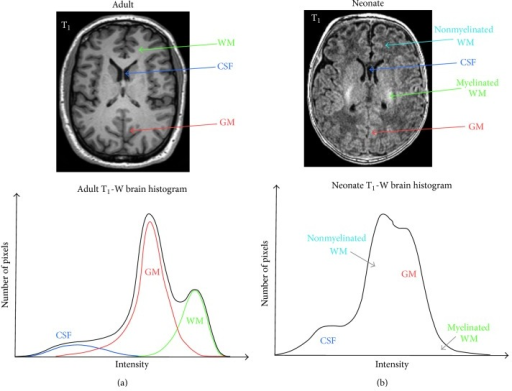 Adult
T1
WM
CSF
GM
Adult T1-W brain histogram
Number of pixels
CSF
GM
WM
Intensity
(a)
Neonate
T1
Nonmyelinated
WM
CSF
Myelinated
WM
GM
Neonate T1-W brain histogram
Number of pixels
Nonmyelinated
WM
GM
CSF
Myelinated
WM
Intensity
(b)